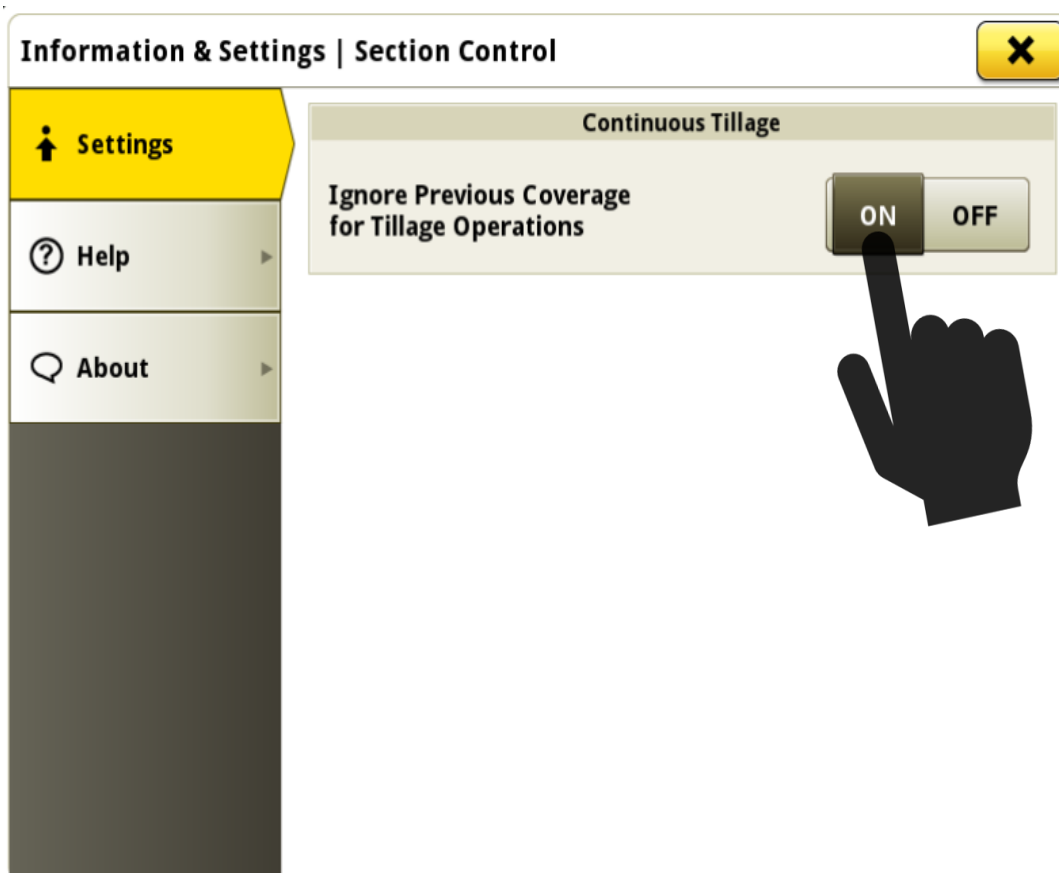 Information & Settings | Section Control
Settings
Help
About
Continuous Tillage
Ignore Previous Coverage
for Tillage Operations
ON OFF